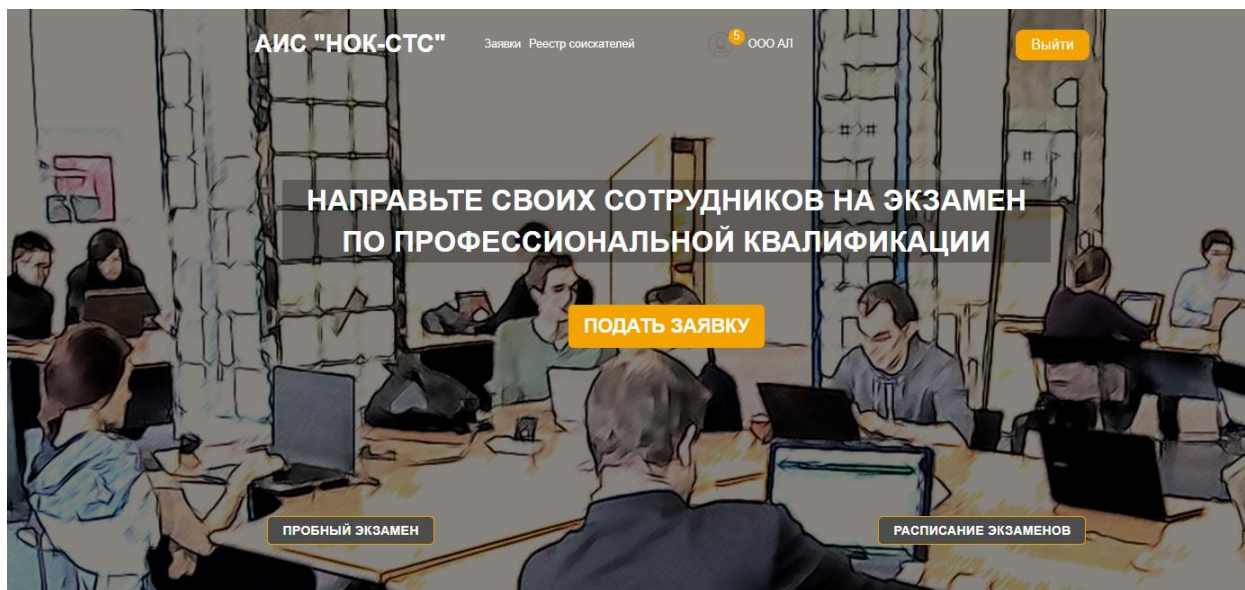 АИС "НОК-СТС" Заявки Реестр соискателей 5 ООО АЛ Выйти
НАПРАВЬТЕ СВОИХ СОТРУДНИКОВ НА ЭКЗАМЕН
ПО ПРОФЕССИОНАЛЬНОЙ КВАЛИФИКАЦИИ
ПОДАТЬ ЗАЯВКУ
ПРОБНЫЙ ЭКЗАМЕН РАСПИСАНИЕ ЭКЗАМЕНОВ